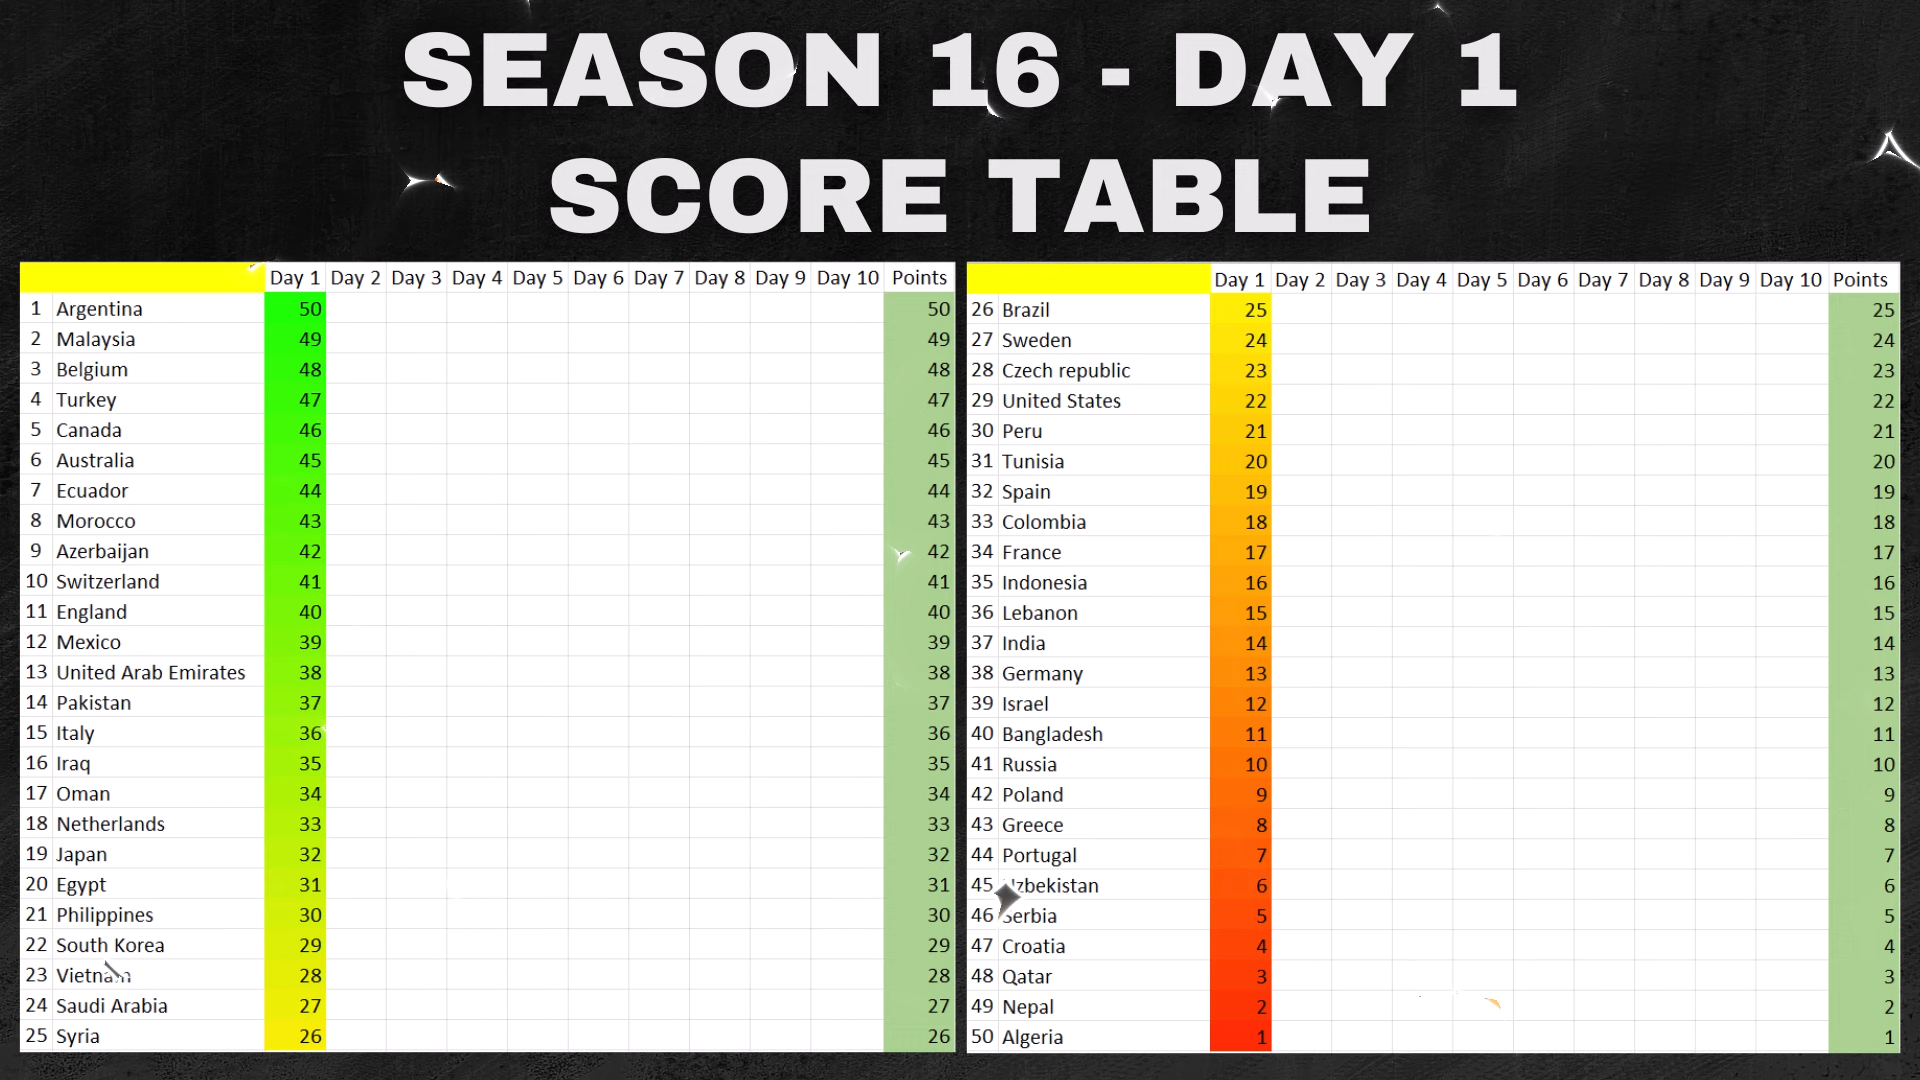 SEASON 16 - DAY 1
SCORE TABLE
Day 1 Day 2 Day 3 Day 4 Day 5 Day 6 Day 7 Day 8 Day 9 Day 10 Points
1 Argentina 50 50
2 Malaysia 49 49
3 Belgium 48 48
4 Turkey 47 47
5 Canada 46 46
6 Australia 45 45
7 Ecuador 44 44
8 Morocco 43 43
9 Azerbaijan 42 42
10 Switzerland 41 41
11 England 40 40
12 Mexico 39 39
13 United Arab Emirates 38 38
14 Pakistan 37 37
15 Italy 36 36
16 Iraq 35 35
17 Oman 34 34
18 Netherlands 33 33
19 Japan 32 32
20 Egypt 31 31
21 Philippines 30 30
22 South Korea 29 29
23 Vietnam 28 28
24 Saudi Arabia 27 27
25 Syria 26 26
Day 1 Day 2 Day 3 Day 4 Day 5 Day 6 Day 7 Day 8 Day 9 Day 10 Points
26 Brazil 25 25
27 Sweden 24 24
28 Czech republic 23 23
29 United States 22 22
30 Peru 21 21
31 Tunisia 20 20
32 Spain 19 19
33 Colombia 18 18
34 France 17 17
35 Indonesia 16 16
36 Lebanon 15 15
37 India 14 14
38 Germany 13 13
39 Israel 12 12
40 Bangladesh 11 11
41 Russia 10 10
42 Poland 9 9
43 Greece 8 8
44 Portugal 7 7
45 Uzbekistan 6 6
46 Serbia 5 5
47 Croatia 4 4
48 Qatar 3 3
49 Nepal 2 2
50 Algeria 1 1